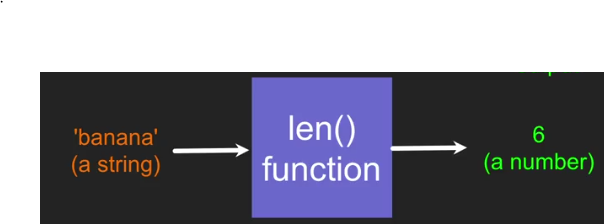 'banana'
(a string)
len()
function
6
(a number)